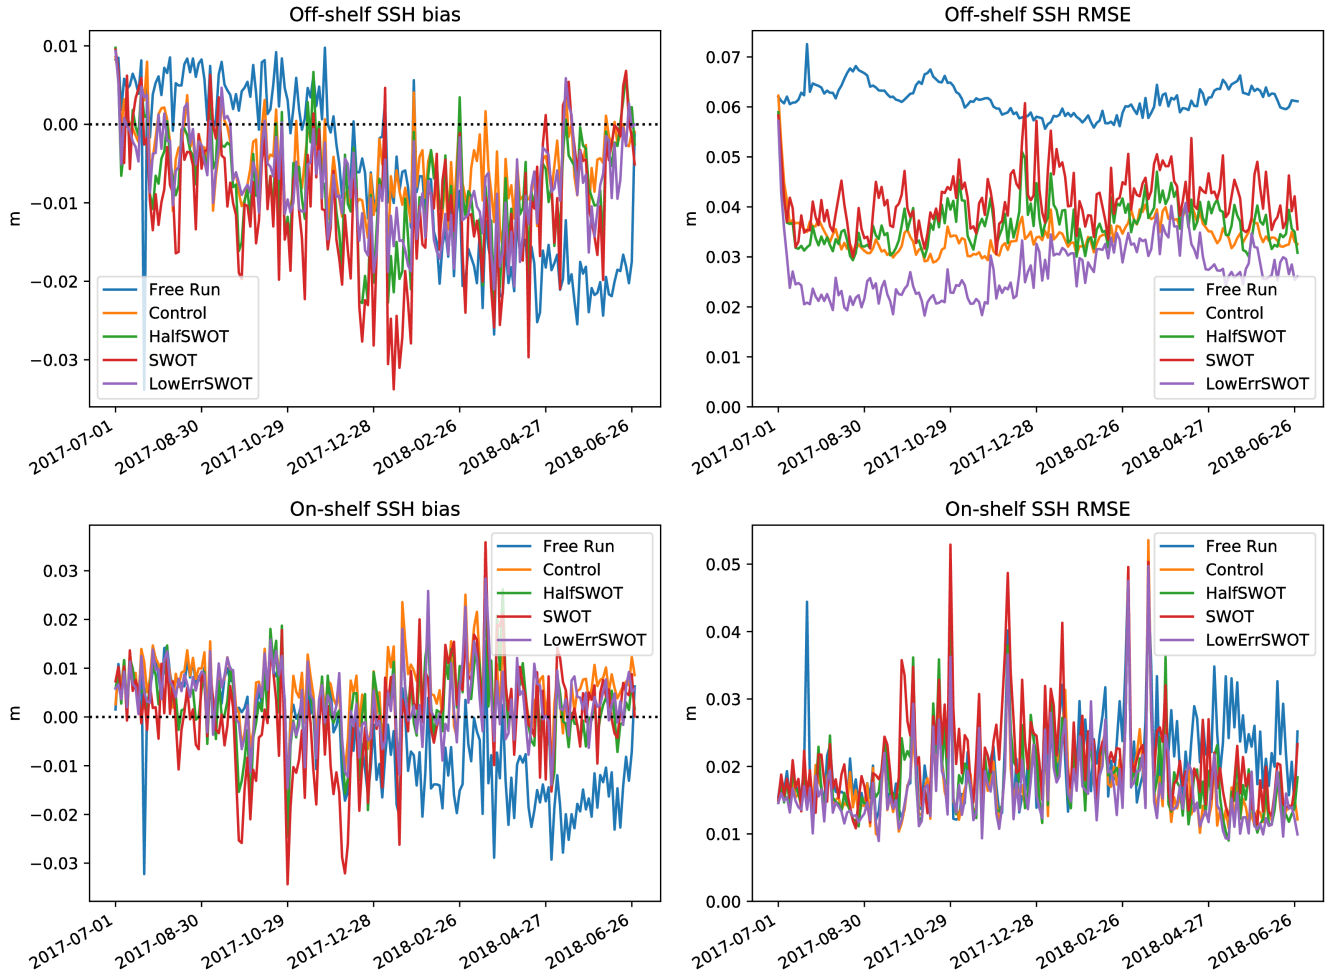 Off-shelf SSH bias
0.01
0.00
−0.01
−0.02
−0.03
m
Free Run
Control
HalfSWOT
SWOT
LowErrSWOT
2017-07-01
2017-08-30
2017-10-29
2017-12-28
2018-02-26
2018-04-27
2018-06-26
Off-shelf SSH RMSE
0.07
0.06
0.05
0.04
0.03
0.02
0.01
0.00
m
Free Run
Control
HalfSWOT
SWOT
LowErrSWOT
2017-07-01
2017-08-30
2017-10-29
2017-12-28
2018-02-26
2018-04-27
2018-06-26
On-shelf SSH bias
0.03
0.02
0.01
0.00
−0.01
−0.02
−0.03
m
Free Run
Control
HalfSWOT
SWOT
LowErrSWOT
2017-07-01
2017-08-30
2017-10-29
2017-12-28
2018-02-26
2018-04-27
2018-06-26
On-shelf SSH RMSE
0.05
0.04
0.03
0.02
0.01
0.00
m
Free Run
Control
HalfSWOT
SWOT
LowErrSWOT
2017-07-01
2017-08-30
2017-10-29
2017-12-28
2018-02-26
2018-04-27
2018-06-26